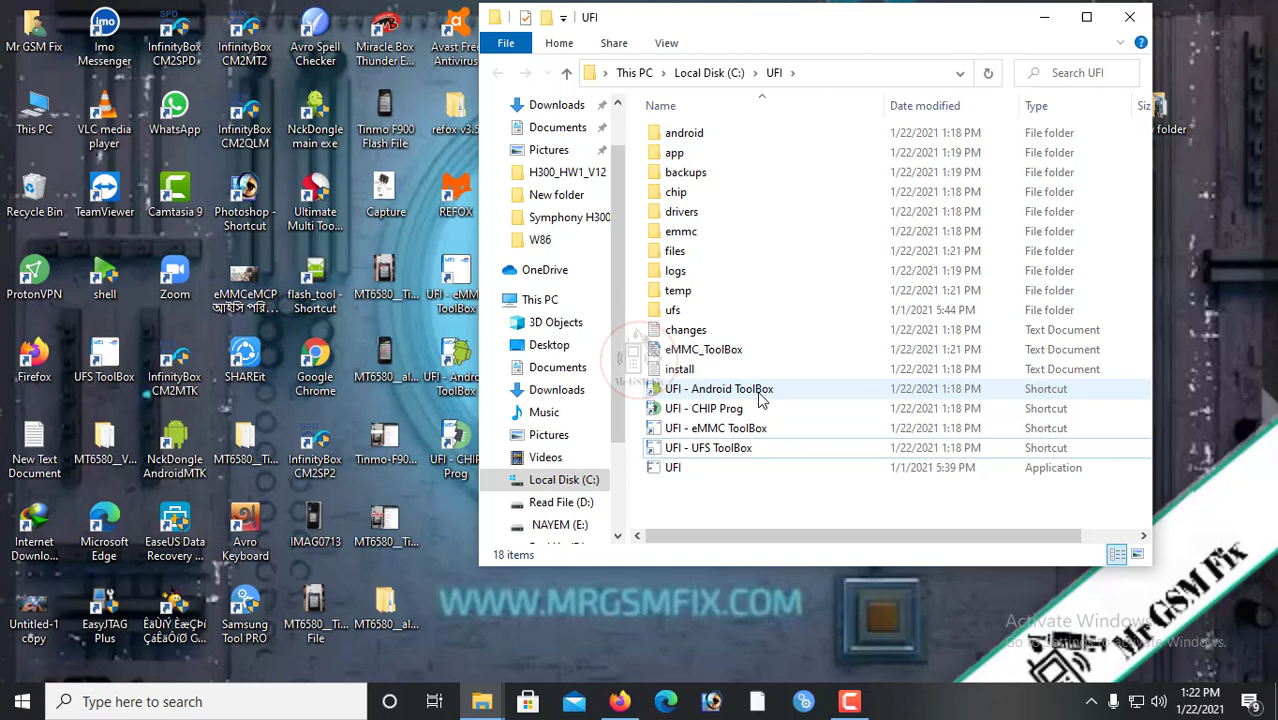 Mr GSM Fix
Imo
Messenger
InfinityBox
CM2SPD
InfinityBox
CM2MT2
Avro Spell
Checker
Miracle Box
Thunder E...
Avast Free
Antivirus
This PC
VLC media
player
WhatsApp
InfinityBox
CM2QLM
NckDongle
main exe
Tinmo F900
Flash File
refox v3.5
Recycle Bin
TeamViewer
Camtasia 9
Photoshop -
Shortcut
Ultimate
Multi Too...
Capture
REFOX
ProtonVPN
shell
Zoom
eMMCeMCP
flash_tool -
Shortcut
MT6580__Ti...
UFI - eMM
ToolBox
Firefox
UFS ToolBox
InfinityBox
CM2MTK
SHAREit
Google
Chrome
MT6580__al...
UFI - Andro
ToolBox
New Text
Document
MT6580__V...
NckDongle
AndroidMTK
MT6580__Ti...
InfinityBox
CM2SP2
Tinmo-F90...
UFI - CH
Prog
Internet
Downlo...
Microsoft
Edge
EaseUS Data
Recovery ...
Avro
Keyboard
IMAG0713
MT6580__Ti...
Untitled-1
copy
EasyJTAG
Plus
Samsung
Tool PRO
MT6580__Ti...
File
MT6580__al...
UFI
File
Home
Share
View
This PC
Local Disk (C:)
UFI
Search UFI
Downloads
Documents
Pictures
H300_HW1_V12
New folder
Symphony H300
W86
OneDrive
This PC
3D Objects
Desktop
Documents
Downloads
Music
Pictures
Videos
Local Disk (C:)
Read File (D:)
NAYEM (E:)
Name Date modified Type Siz
android 1/22/2021 1:18 PM File folder
app 1/22/2021 1:19 PM File folder
backups 1/22/2021 1:19 PM File folder
chip 1/22/2021 1:18 PM File folder
drivers 1/22/2021 1:18 PM File folder
emmc 1/22/2021 1:18 PM File folder
files 1/22/2021 1:21 PM File folder
logs 1/22/2021 1:19 PM File folder
temp 1/22/2021 1:21 PM File folder
ufs 1/1/2021 5:44 PM File folder
changes 1/22/2021 1:18 PM Text Document
eMMC_ToolBox 1/22/2021 1:21 PM Text Document
install 1/22/2021 1:18 PM Text Document
UFI - Android ToolBox 1/22/2021 1:18 PM Shortcut
UFI - CHIP Prog 1/22/2021 1:18 PM Shortcut
UFI - eMMC ToolBox 1/22/2021 1:18 PM Shortcut
UFI - UFS ToolBox 1/22/2021 1:18 PM Shortcut
UFI 1/1/2021 5:39 PM Application
18 items
Mr GSM Fix
v folder
WWW.MRGSMFIX.COM
Activate Windows
Go to Settings to activate Windows.
Mr GSM Fix
Type here to search
1:22 PM
1/22/2021
9